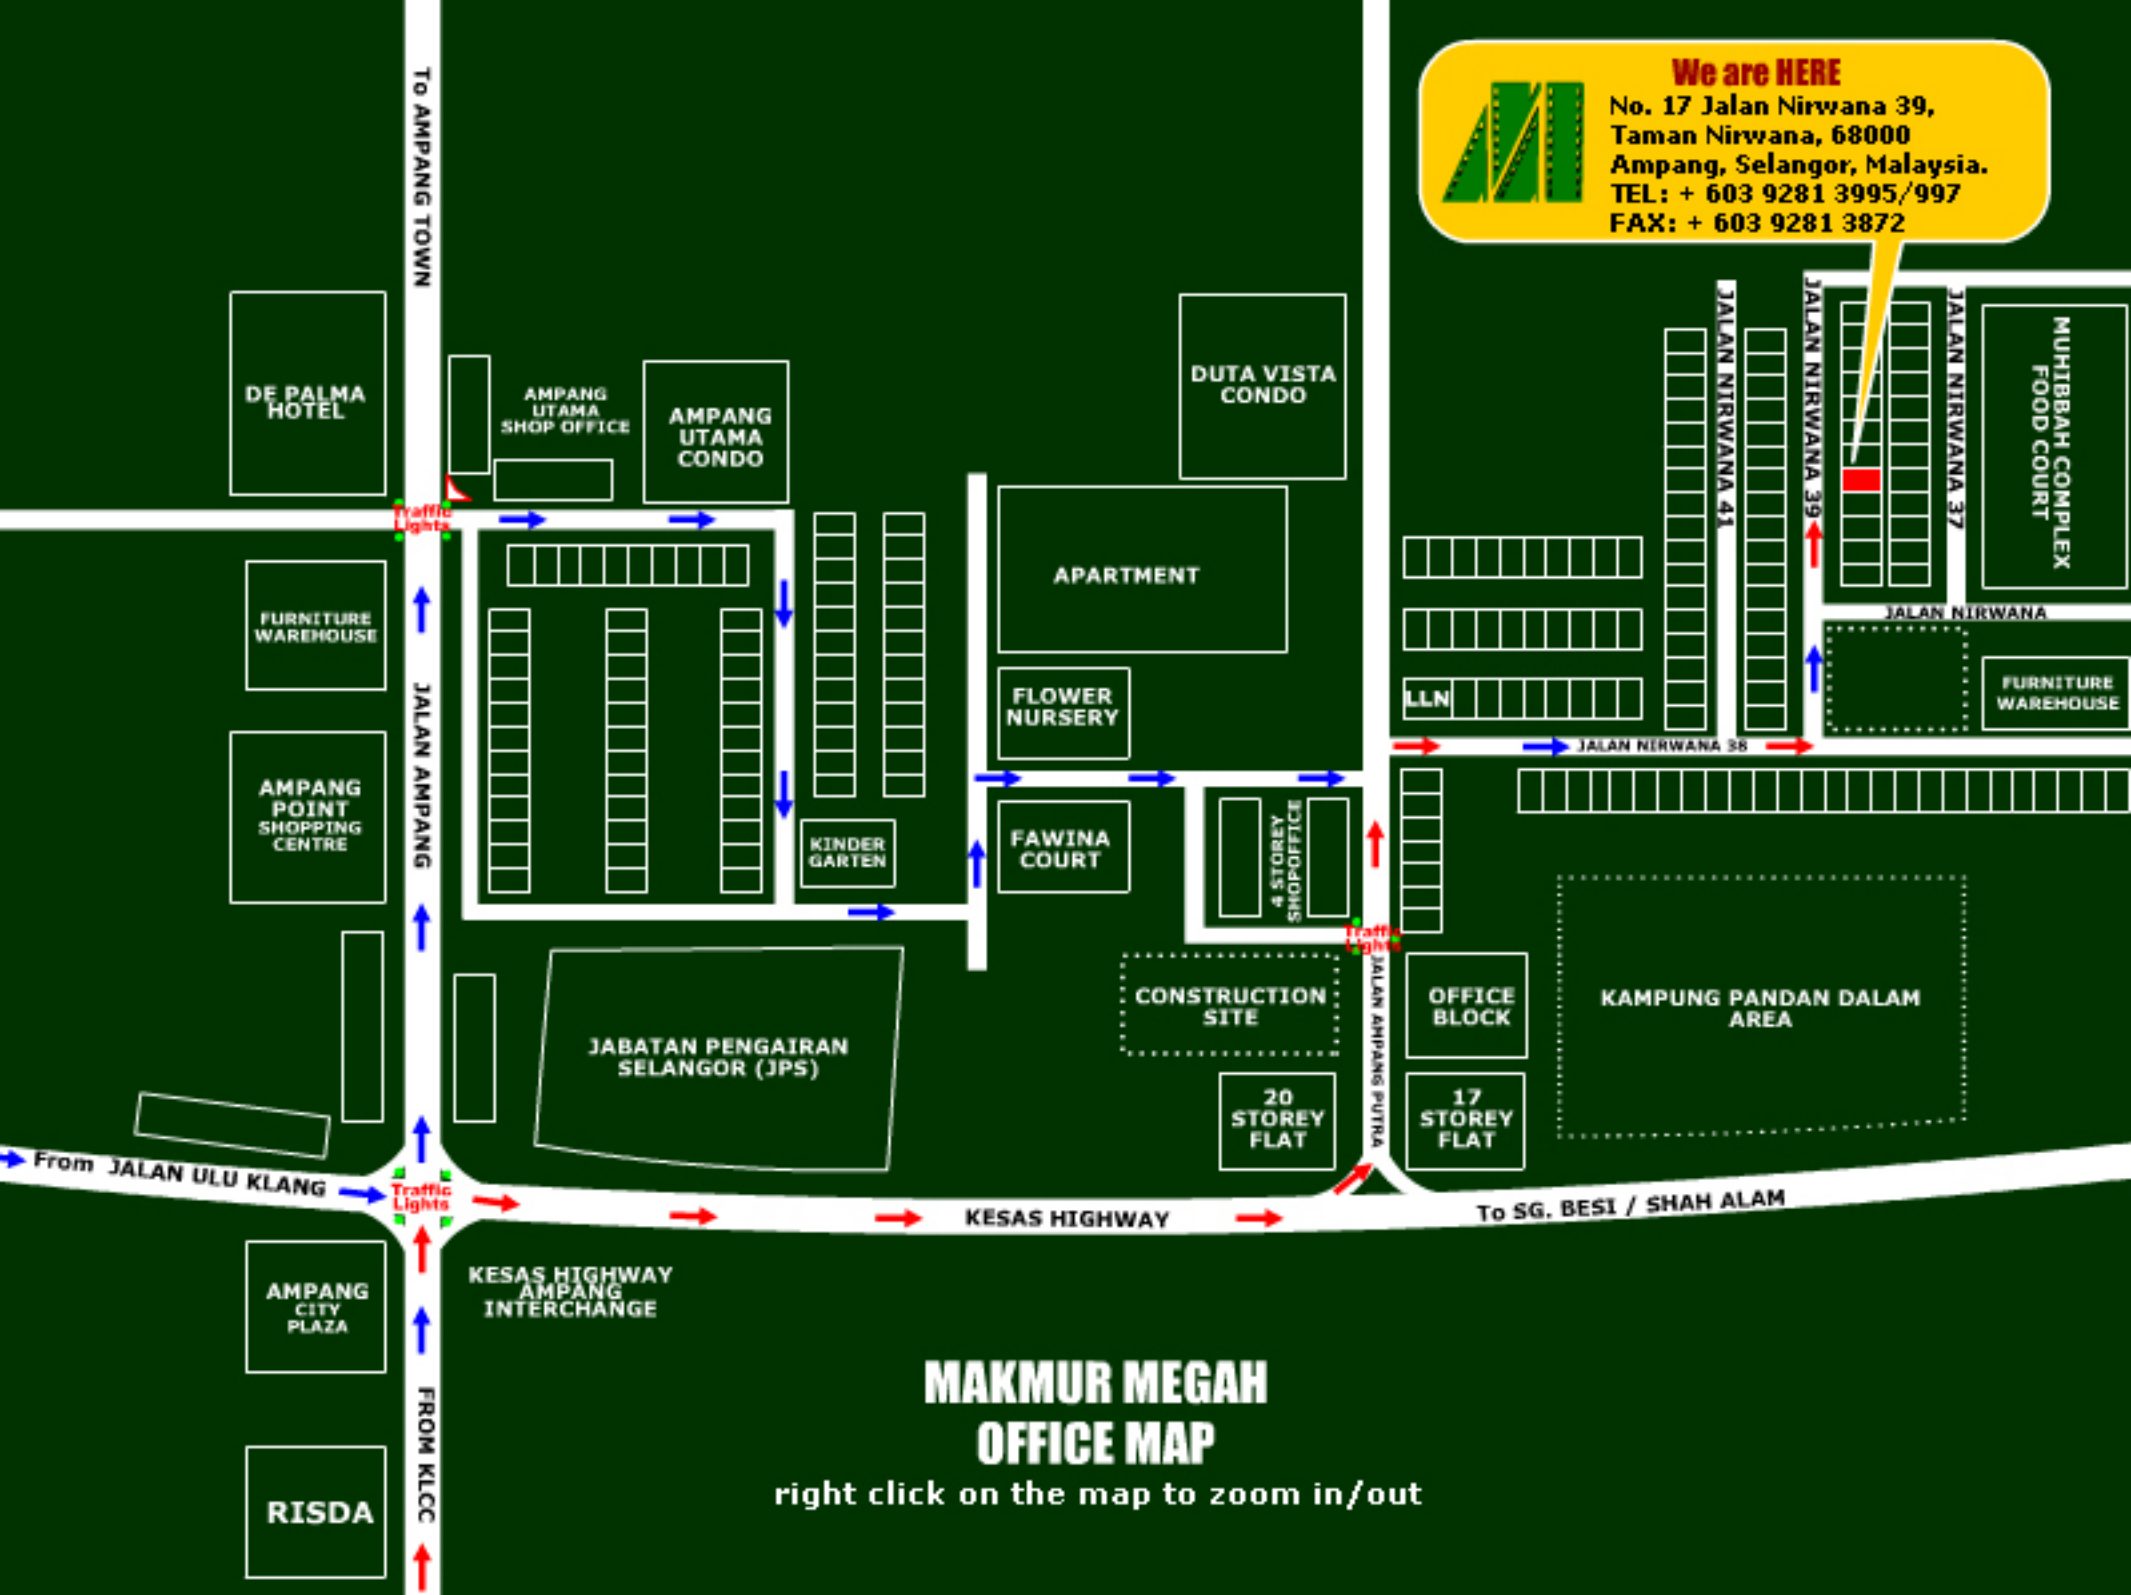 We are HERE
No. 17 Jalan Nirwana 39,
Taman Nirwana, 68000
Ampang, Selangor, Malaysia.
TEL: + 603 9281 3995/997
FAX: + 603 9281 3872
To AMPANG TOWN
DE PALMA
HOTEL
AMPANG
UTAMA
SHOP OFFICE
AMPANG
UTAMA
CONDO
DUTA VISTA
CONDO
JALAN NIRWANA 41
JALAN NIRWANA 39
JALAN NIRWANA 37
MUHIBBAH COMPLEX
FOOD COURT
Traffic
Lights
FURNITURE
WAREHOUSE
APARTMENT
JALAN NIRWANA
FLOWER
NURSERY
LLN
FURNITURE
WAREHOUSE
JALAN AMPANG
JALAN NIRWANA 38
AMPANG
POINT
SHOPPING
CENTRE
KINDER
GARTEN
FAWINA
COURT
4 STOREY
SHOPOFFICE
Traffic
Lights
JALAN AMPANG PUTRA
CONSTRUCTION
SITE
OFFICE
BLOCK
KAMPUNG PANDAN DALAM
AREA
JABATAN PENGAIRAN
SELANGOR (JPS)
20
STOREY
FLAT
17
STOREY
FLAT
From JALAN ULU KLANG
Traffic
Lights
KESAS HIGHWAY
To SG. BESI / SHAH ALAM
AMPANG
CITY
PLAZA
KESAS HIGHWAY
AMPANG
INTERCHANGE
FROM KLCC
RISDA
MAKMUR MEGAH
OFFICE MAP
right click on the map to zoom in/out